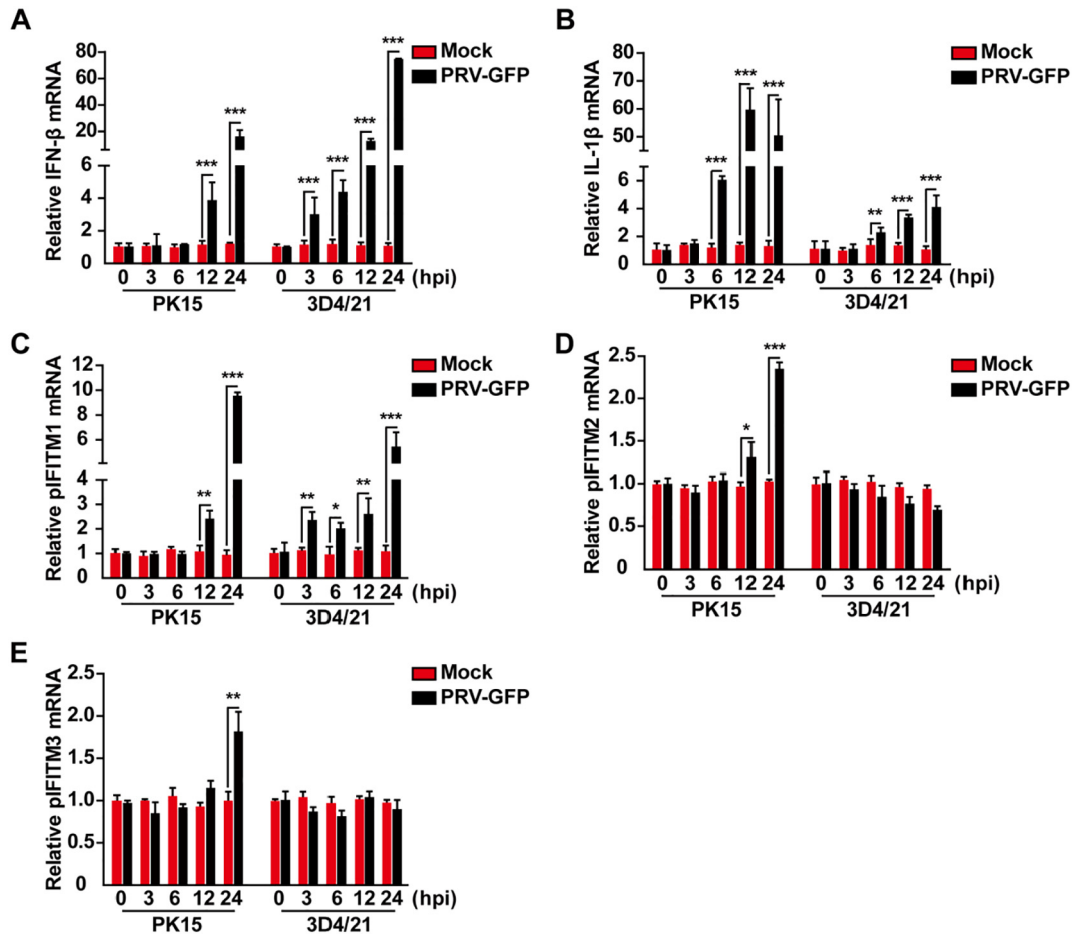 A
Relative IFN-β mRNA
80
60
40
20
6
4
2
0
***
***
***
***
***
***
Mock
PRV-GFP
0 3 6 12 24 0 3 6 12 24 (hpi)
PK15 3D4/21
B
Relative IL-1β mRNA
80
70
60
50
6
4
2
0
***
***
***
**
***
***
Mock
PRV-GFP
0 3 6 12 24 0 3 6 12 24 (hpi)
PK15 3D4/21
C
Relative pIFITM1 mRNA
12
10
8
6
4
4
3
2
1
0
**
***
**
*
**
***
Mock
PRV-GFP
0 3 6 12 24 0 3 6 12 24 (hpi)
PK15 3D4/21
D
Relative pIFITM2 mRNA
2.5
2.0
1.5
1.0
0.5
0
*
***
Mock
PRV-GFP
0 3 6 12 24 0 3 6 12 24 (hpi)
PK15 3D4/21
E
Relative pIFITM3 mRNA
2.5
2.0
1.5
1.0
0.5
0
**
Mock
PRV-GFP
0 3 6 12 24 0 3 6 12 24 (hpi)
PK15 3D4/21